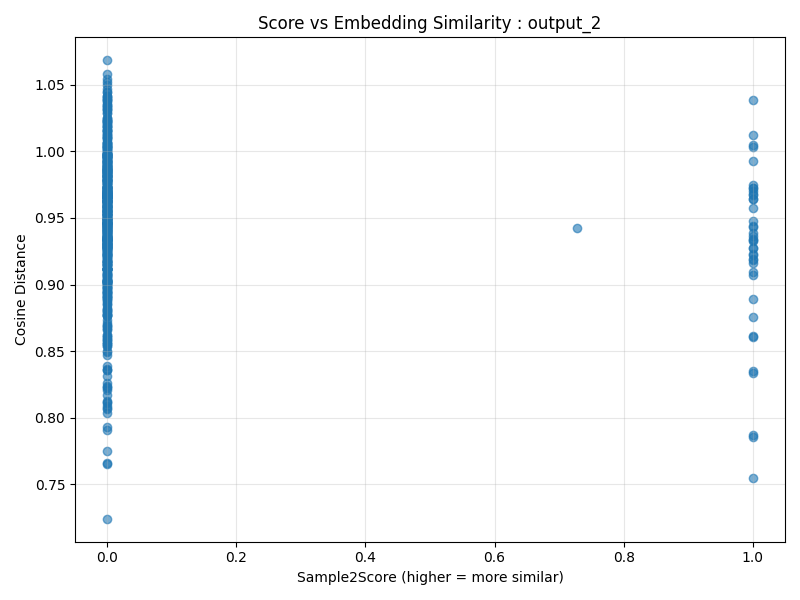 Score vs Embedding Similarity : output_2
Cosine Distance
1.05
1.00
0.95
0.90
0.85
0.80
0.75
0.0 0.2 0.4 0.6 0.8 1.0
Sample2Score (higher = more similar)